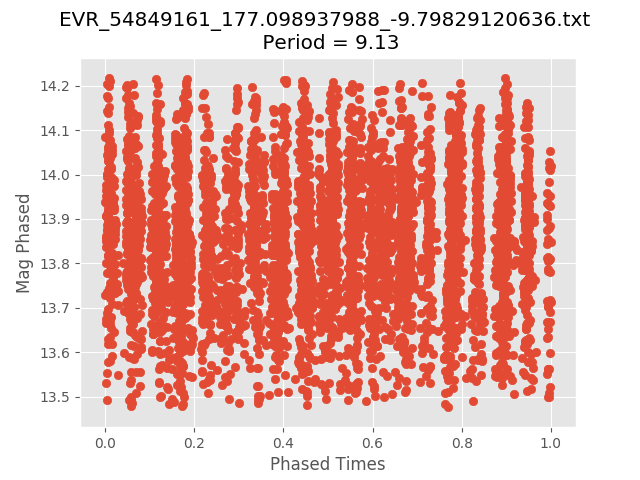 EVR_54849161_177.098937988_-9.79829120636.txt
Period = 9.13
14.2
14.1
14.0
13.9
13.8
13.7
13.6
13.5
Mag Phased
0.0 0.2 0.4 0.6 0.8 1.0
Phased Times